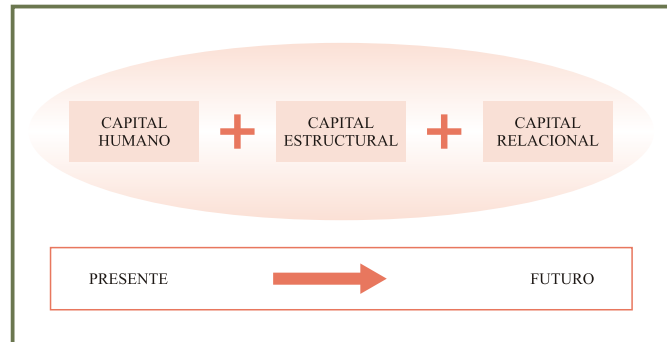 CAPITAL
HUMANO
+
CAPITAL
ESTRUCTURAL
+
CAPITAL
RELACIONAL
PRESENTE
FUTURO